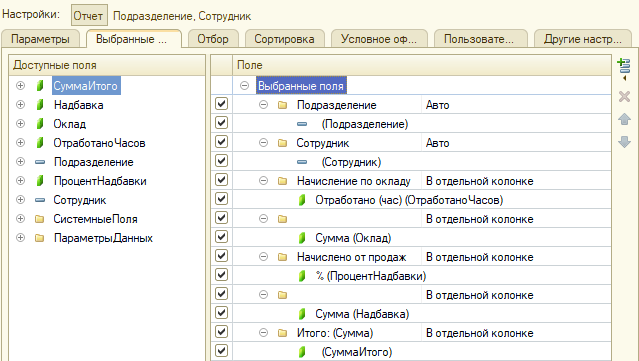 Настройки: Отчет Подразделение, Сотрудник
Параметры Выбранные ... Отбор Сортировка Условное оф... Пользовате... Другие настр...
Доступные поля
СуммаИтого
Надбавка
Оклад
ОтработаноЧасов
Подразделение
ПроцентНадбавки
Сотрудник
СистемныеПоля
ПараметрыДанных
Поле
Выбранные поля
Подразделение Авто
(Подразделение)
Сотрудник Авто
(Сотрудник)
Начисление по окладу В отдельной колонке
Отработано (час) (ОтработаноЧасов)
В отдельной колонке
Сумма (Оклад)
Начислено от продаж В отдельной колонке
% (ПроцентНадбавки)
В отдельной колонке
Сумма (Надбавка)
Итого: (Сумма) В отдельной колонке
(СуммаИтого)